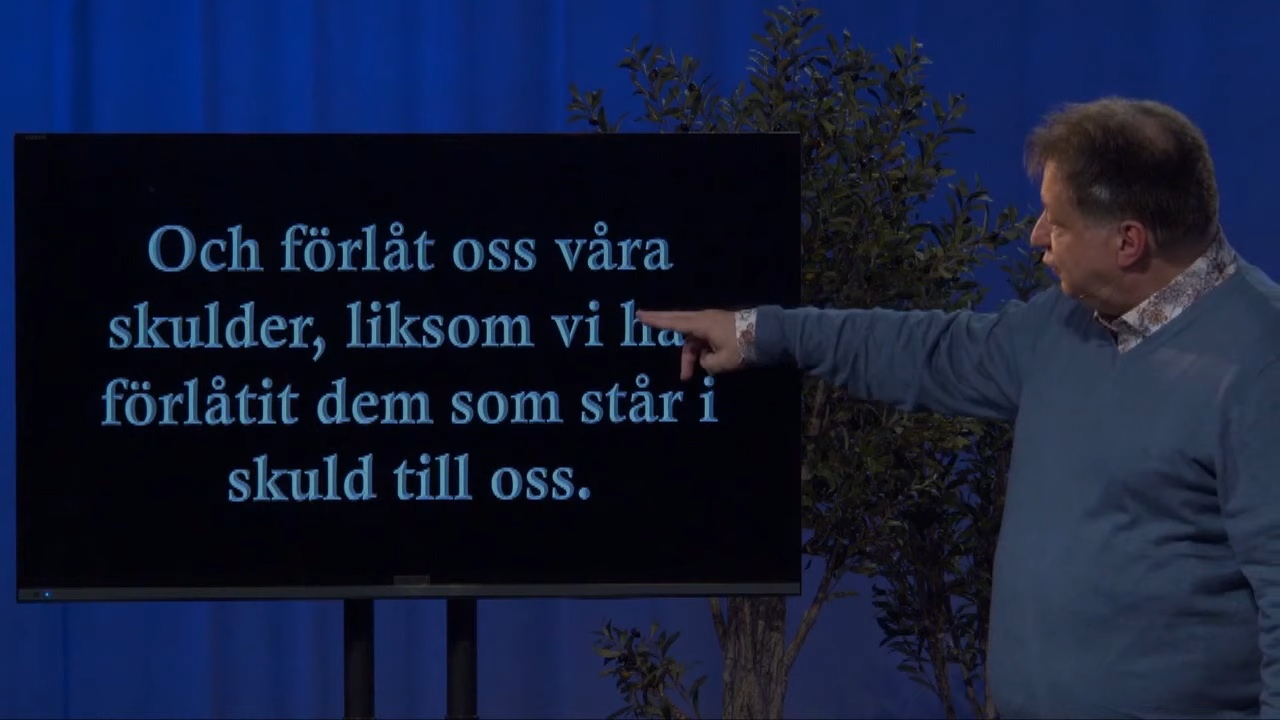 Och förlåt oss våra
skulder, liksom vi
förlåtit dem som står i
skuld till oss.